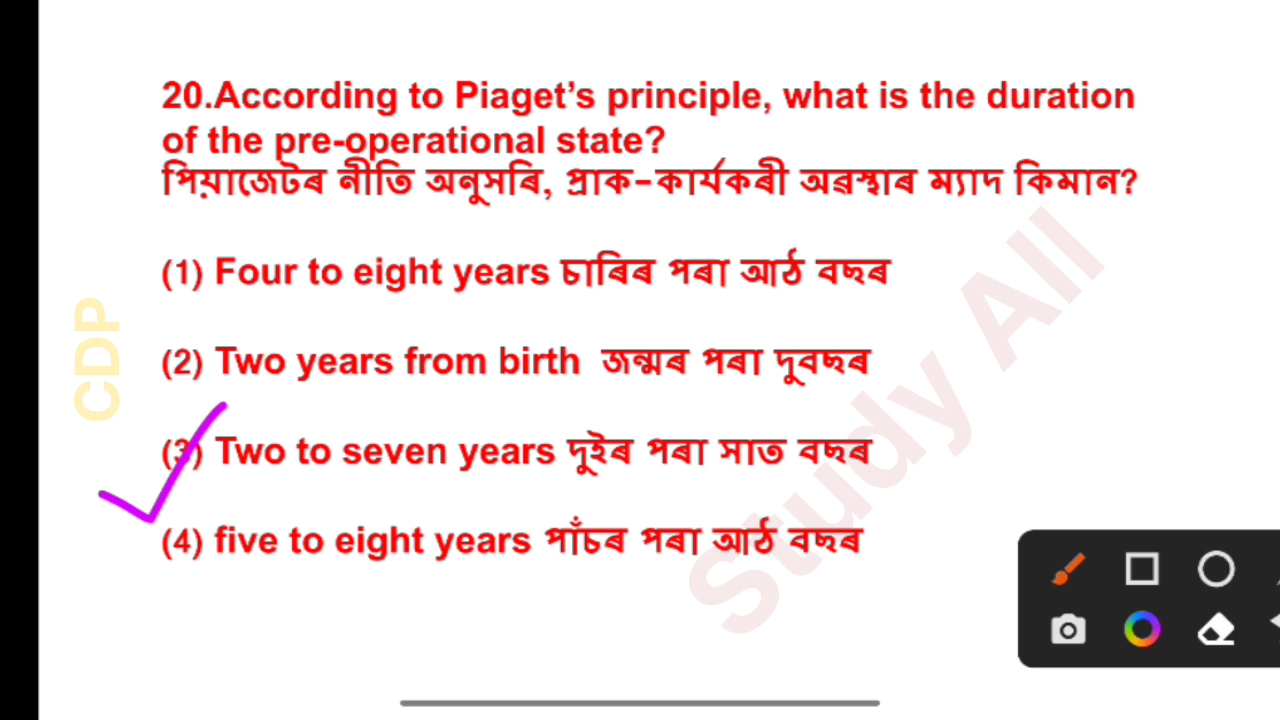 20.According to Piaget’s principle, what is the duration
of the pre-operational state?
পিয়াজেটৰ নীতি অনুসৰি, প্ৰাক-কাৰ্যকৰী অৱস্থাৰ ম্যাদ কিমান?
(1) Four to eight years চাৰিৰ পৰা আঠ বছৰ
(2) Two years from birth জন্মৰ পৰা দুবছৰ
(3) Two to seven years দুইৰ পৰা সাত বছৰ
(4) five to eight years পাঁচৰ পৰা আঠ বছৰ
CDP
Study All